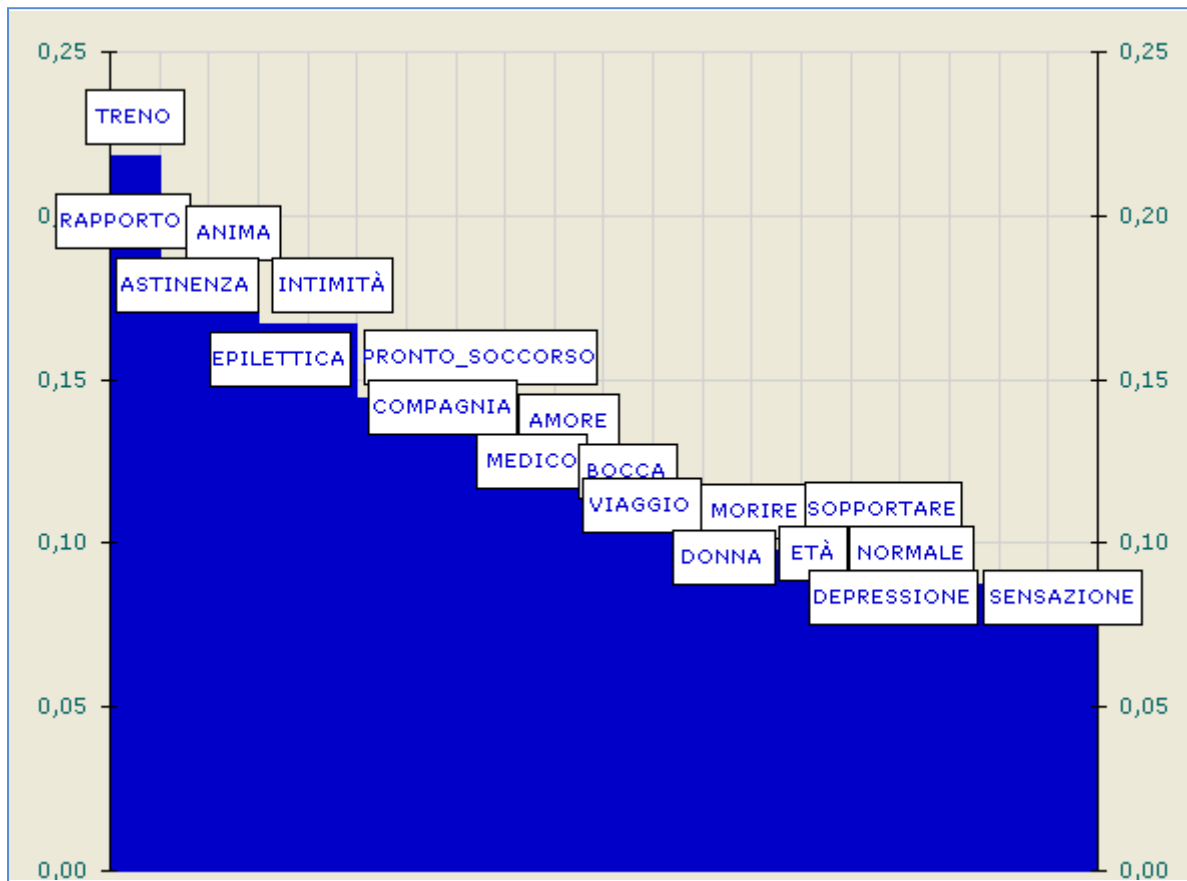 0,25 0,25
TRENO
RAPPORTO
0, 0,20
ANIMA
ASTINENZA
INTIMITÀ
EPILETTICA
PRONTO_SOCCORSO
0,15 0,15
COMPAGNIA
AMORE
MEDICO
BOCCA
VIAGGIO
MORIRE
SOPPORTARE
0,10 0,10
DONNA
ETÀ
NORMALE
DEPRESSIONE
SENSAZIONE
0,05 0,05
0,00 0,00